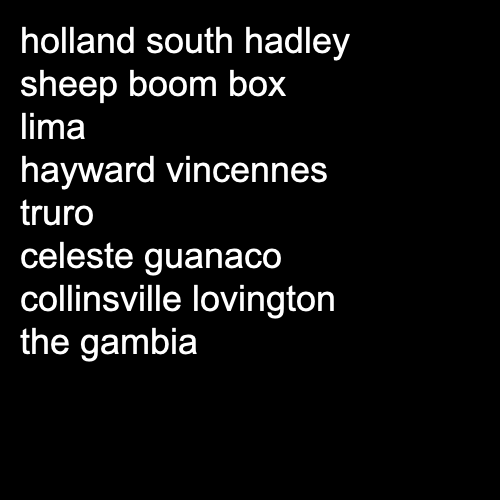 holland south hadley
sheep boom box
lima
hayward vincennes
truro
celeste guanaco
collinsville lovington
the gambia